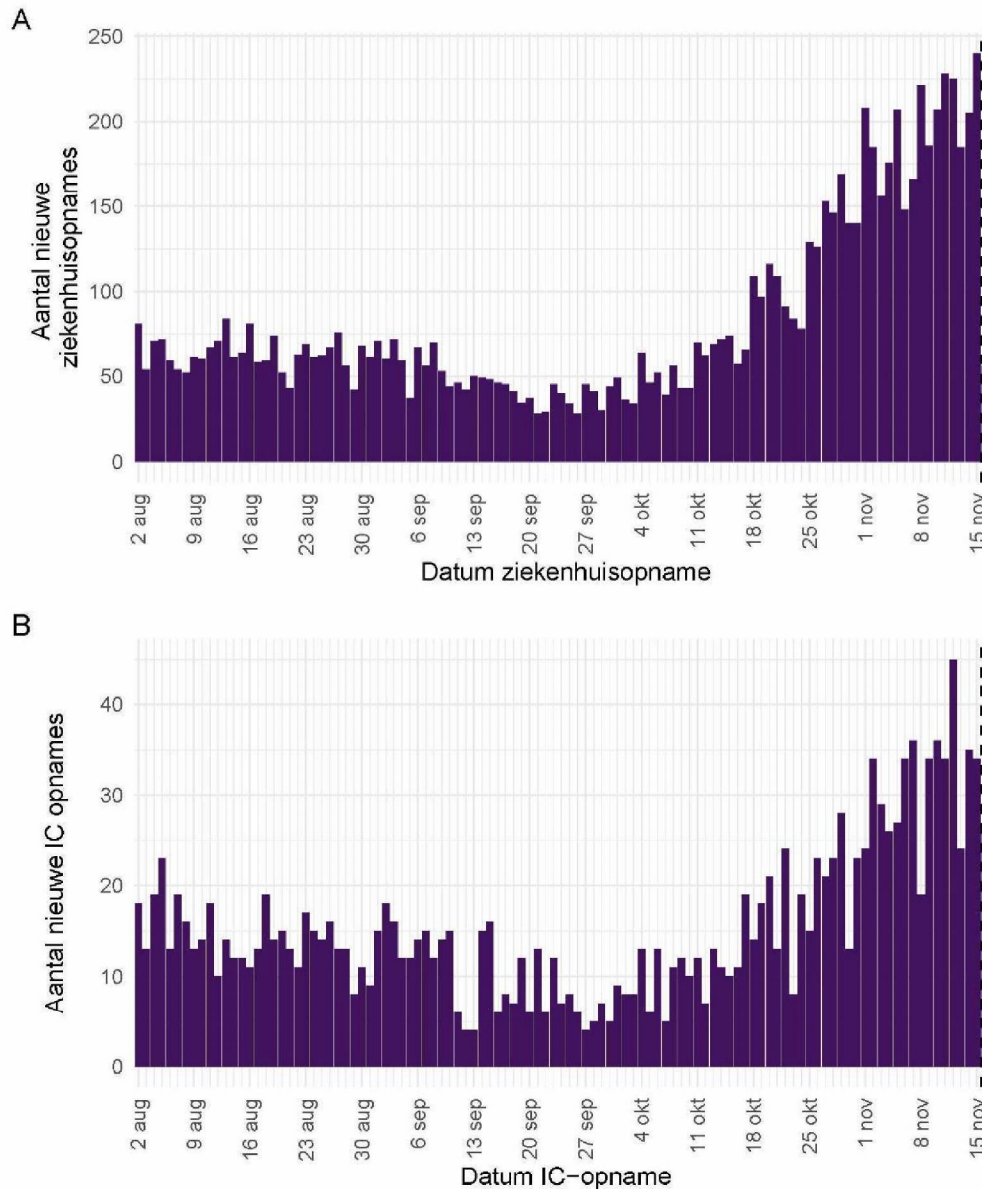 A
250
200
150
100
50
0
Aantal nieuwe
ziekenhuisopnames
2 aug
9 aug
16 aug
23 aug
30 aug
6 sep
13 sep
20 sep
27 sep
4 okt
11 okt
18 okt
25 okt
1 nov
8 nov
15 nov
Datum ziekenhuisopname
B
40
30
20
10
0
Aantal nieuwe IC opnames
2 aug
9 aug
16 aug
23 aug
30 aug
6 sep
13 sep
20 sep
27 sep
4 okt
11 okt
18 okt
25 okt
1 nov
8 nov
15 nov
Datum IC-opname